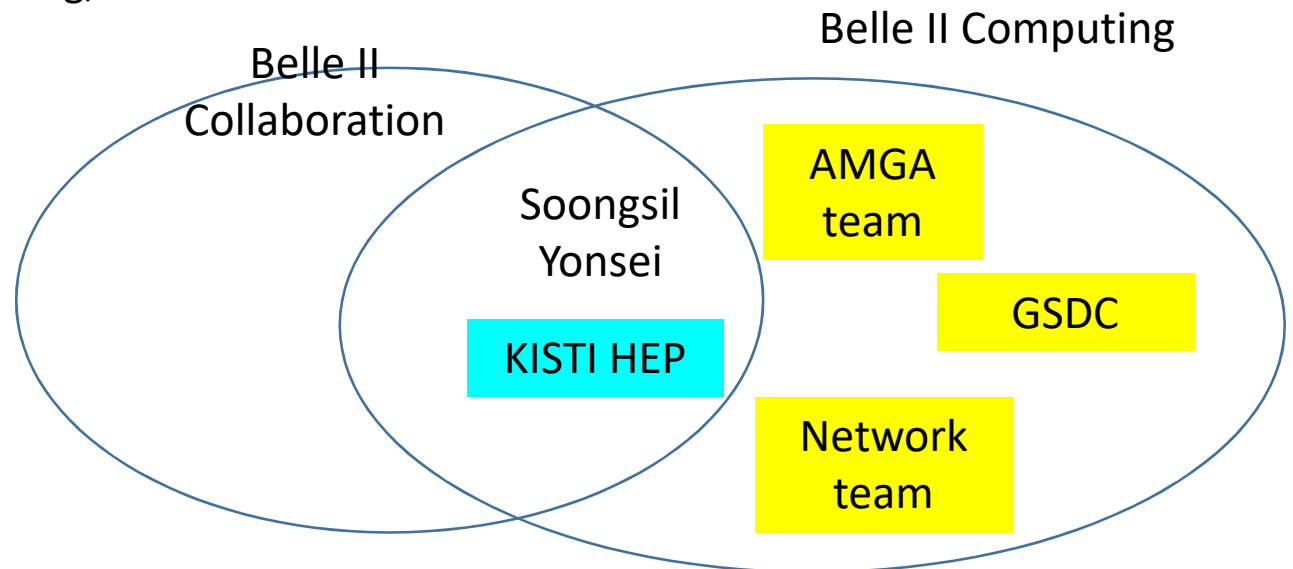 g,
Belle II Computing
Belle II
Collaboration
Soongsil
Yonsei
KISTI HEP
AMGA
team
GSDC
Network
team